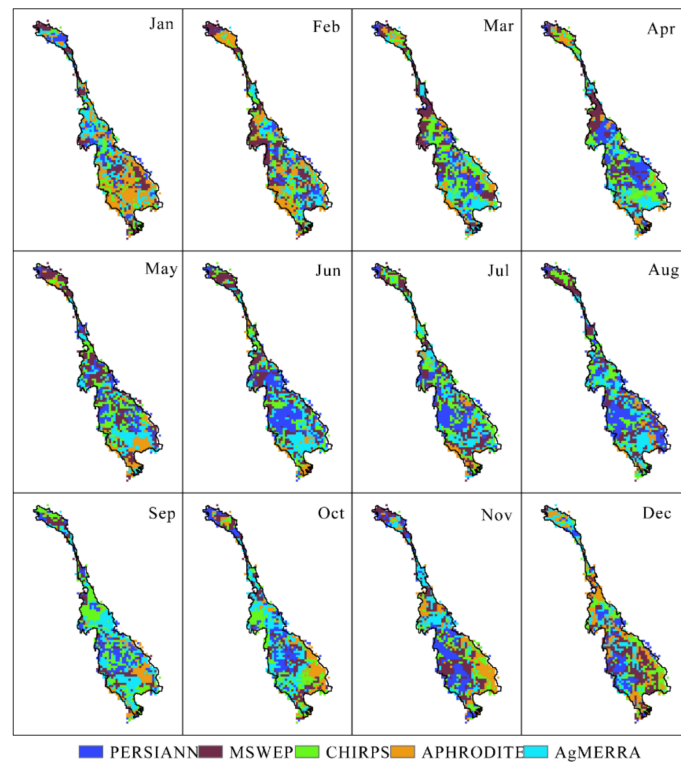 Jan
Feb
Mar
Apr
May
Jun
Jul
Aug
Sep
Oct
Nov
Dec
PERSIANN MSWEP CHIRPS APHRODITE AgMERRA